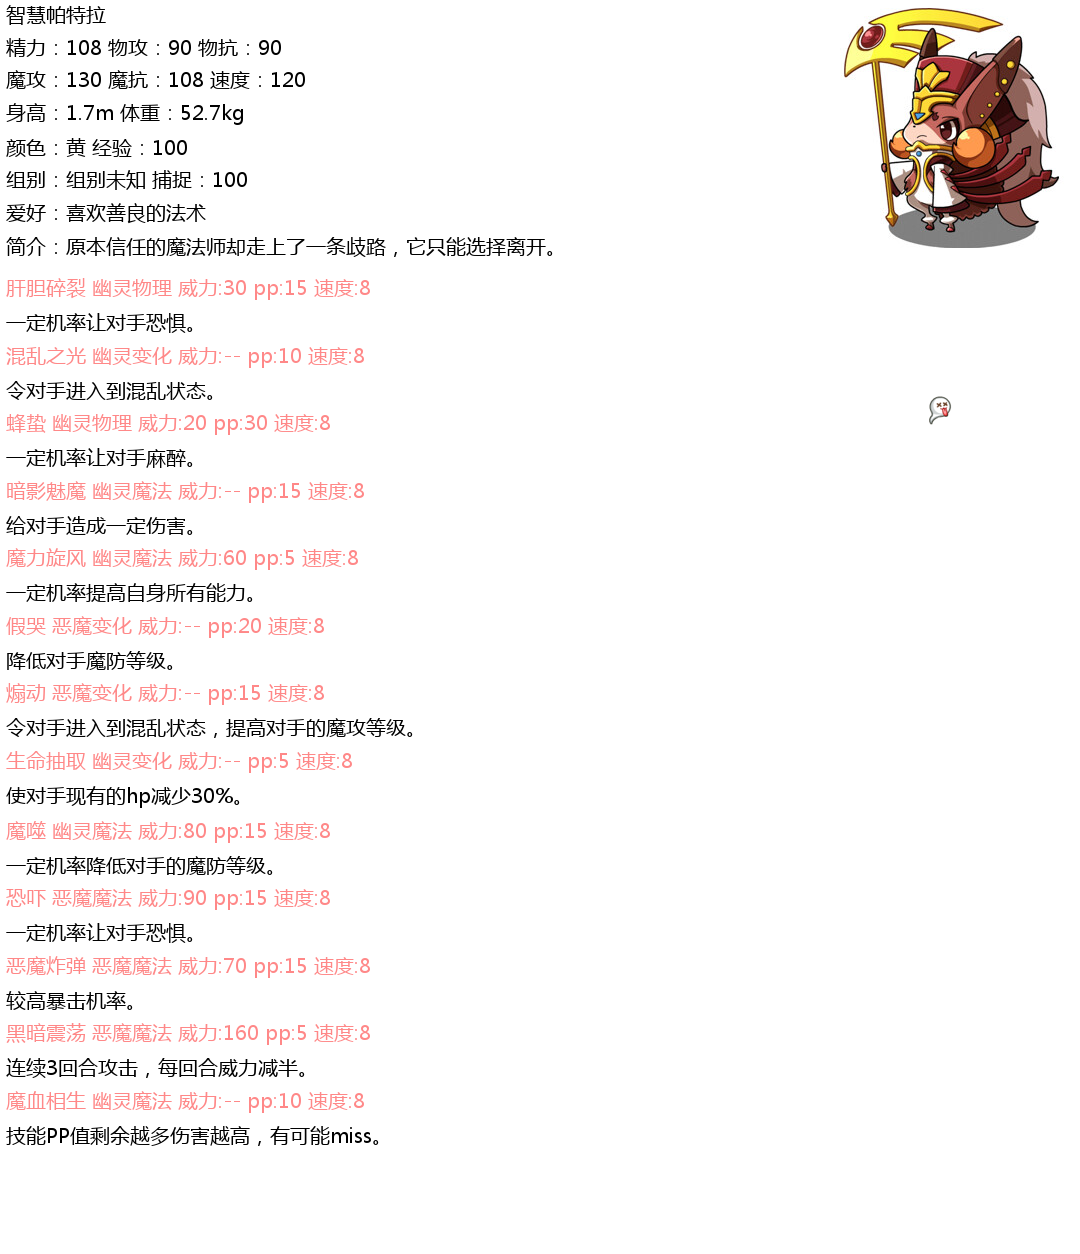 智慧帕特拉
精力：108 物攻：90 物抗：90
魔攻：130 魔抗：108 速度：120
身高：1.7m 体重：52.7kg
颜色：黄 经验：100
组别：组别未知 捕捉：100
爱好：喜欢善良的法术
简介：原本信任的魔法师却走上了一条歧路，它只能选择离开。
肝胆碎裂 幽灵物理 威力:30 pp:15 速度:8
一定机率让对手恐惧。
混乱之光 幽灵变化 威力:-- pp:10 速度:8
令对手进入到混乱状态。
蜂蛰 幽灵物理 威力:20 pp:30 速度:8
一定机率让对手麻醉。
暗影魅魔 幽灵魔法 威力:-- pp:15 速度:8
给对手造成一定伤害。
魔力旋风 幽灵魔法 威力:60 pp:5 速度:8
一定机率提高自身所有能力。
假哭 恶魔变化 威力:-- pp:20 速度:8
降低对手魔防等级。
煽动 恶魔变化 威力:-- pp:15 速度:8
令对手进入到混乱状态，提高对手的魔攻等级。
生命抽取 幽灵变化 威力:-- pp:5 速度:8
使对手现有的hp减少30%。
魔噬 幽灵魔法 威力:80 pp:15 速度:8
一定机率降低对手的魔防等级。
恐吓 恶魔魔法 威力:90 pp:15 速度:8
一定机率让对手恐惧。
恶魔炸弹 恶魔魔法 威力:70 pp:15 速度:8
较高暴击机率。
黑暗震荡 恶魔魔法 威力:160 pp:5 速度:8
连续3回合攻击，每回合威力减半。
魔血相生 幽灵魔法 威力:-- pp:10 速度:8
技能PP值剩余越多伤害越高，有可能miss。